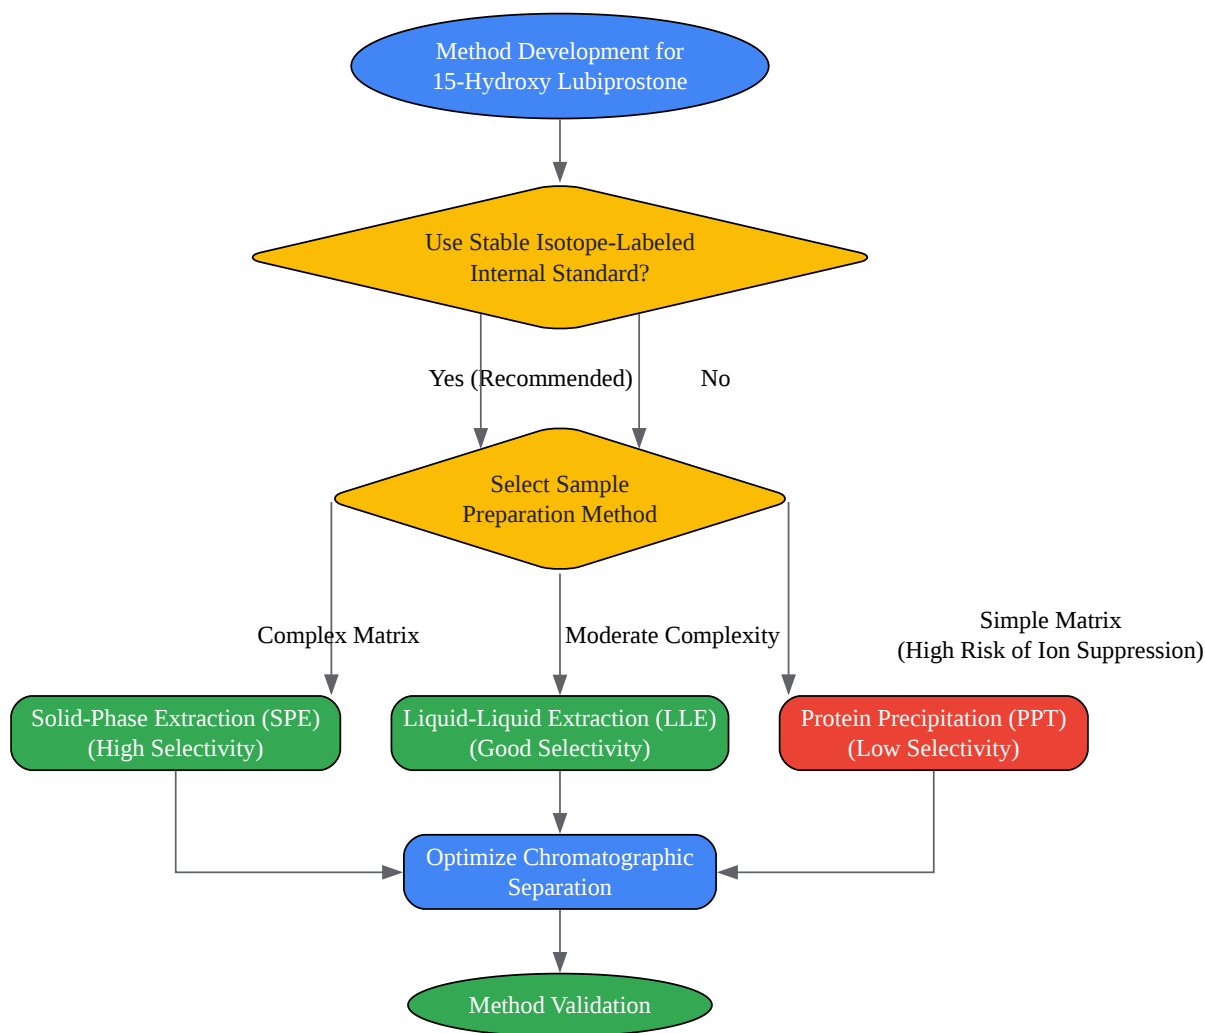 Method Development for
15-Hydroxy Lubiprostone
Use Stable Isotope-Labeled
Internal Standard?
Yes (Recommended)
No
Select Sample
Preparation Method
Complex Matrix
Moderate Complexity
Simple Matrix
(High Risk of Ion Suppression)
Solid-Phase Extraction (SPE)
(High Selectivity)
Liquid-Liquid Extraction (LLE)
(Good Selectivity)
Protein Precipitation (PPT)
(Low Selectivity)
Optimize Chromatographic
Separation
Method Validation